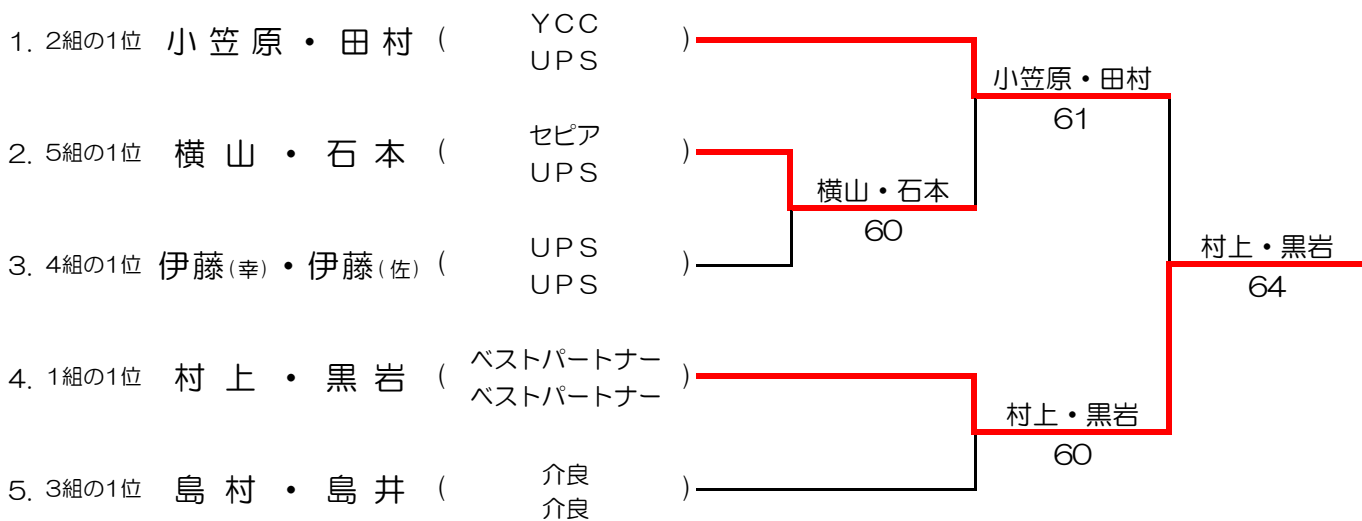 1. 2組の1位 小笠原・田村 ( YCC
UPS )
小笠原・田村
61
2. 5組の1位 横山・石本 ( セピア
UPS )
横山・石本
60
3. 4組の1位 伊藤(幸)・伊藤(佐) ( UPS
UPS )
村上・黒岩
64
4. 1組の1位 村上・黒岩 ( ベストパートナー
ベストパートナー )
村上・黒岩
60
5. 3組の1位 島村・島井 ( 介良
介良 )